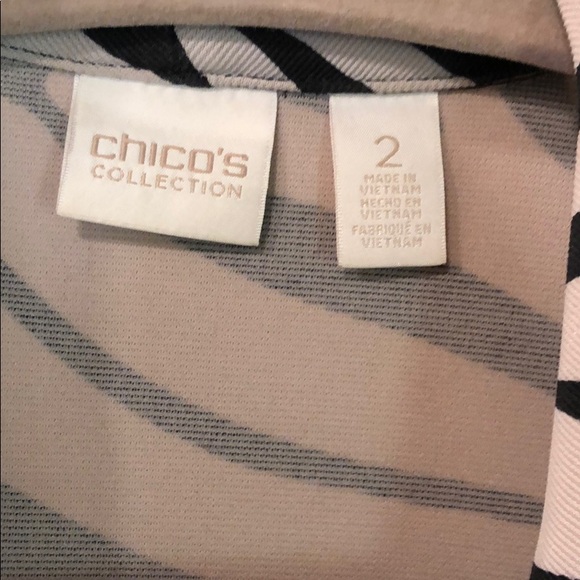 chico's
COLLECTION
2
MADE IN
VIETNAM
HECHO EN
VIETNAM
FABRIQUÉ EN
VIETNAM